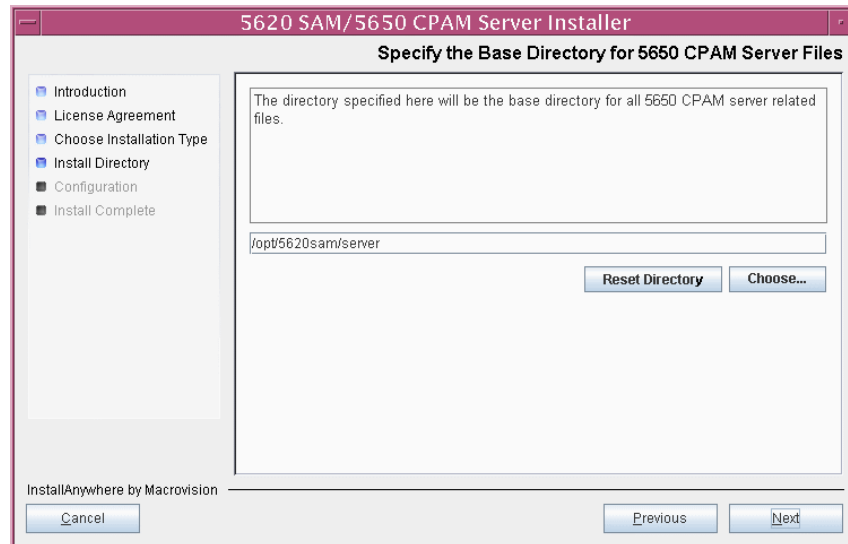 5620 SAM/5650 CPAM Server Installer
Specify the Base Directory for 5650 CPAM Server Files
Introduction
License Agreement
Choose Installation Type
Install Directory
Configuration
Install Complete
The directory specified here will be the base directory for all 5650 CPAM server related
files.
/opt/5620sam/server
Reset Directory
Choose...
InstallAnywhere by Macrovision
Cancel
Previous
Next